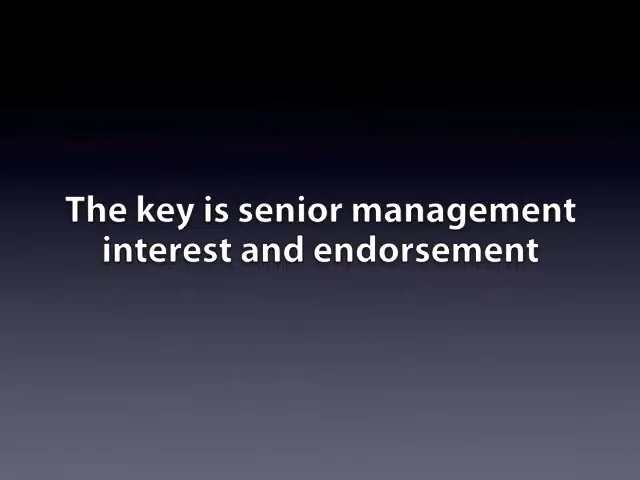 The key is senior management
interest and endorsement